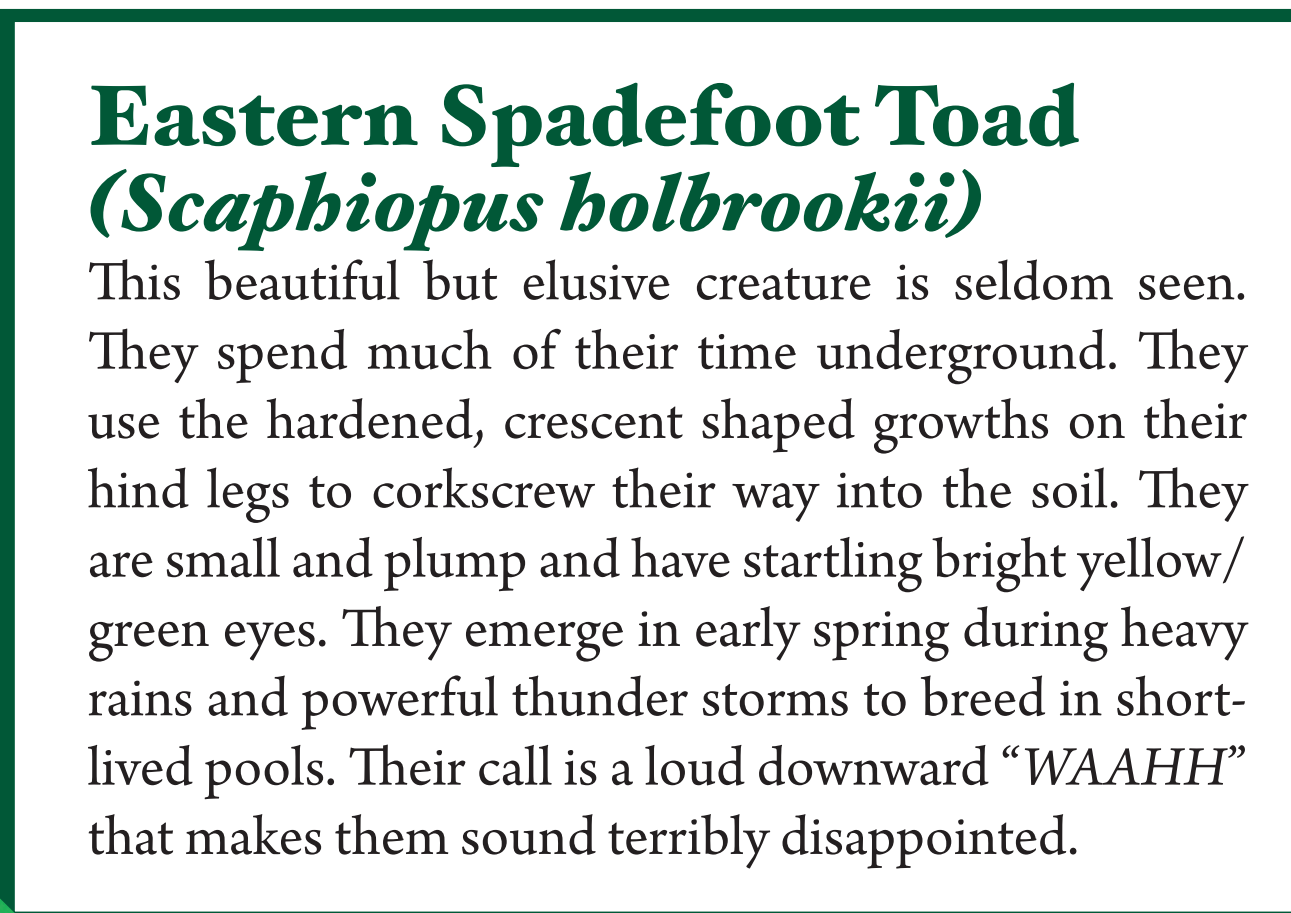 Eastern Spadefoot Toad
(Scaphiopus holbrookii)
This beautiful but elusive creature is seldom seen.
They spend much of their time underground. They
use the hardened, crescent shaped growths on their
hind legs to corkscrew their way into the soil. They
are small and plump and have startling bright yellow/
green eyes. They emerge in early spring during heavy
rains and powerful thunder storms to breed in short-
lived pools. Their call is a loud downward “WAAHH”
that makes them sound terribly disappointed.